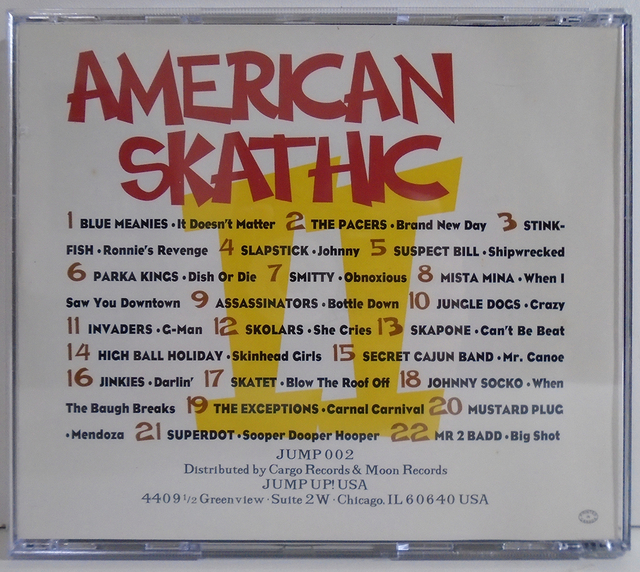 AMERICAN
SKATHIC
II
1 BLUE MEANIES • It Doesn't Matter 2 THE PACERS • Brand New Day 3 STINK-
FISH • Ronnie's Revenge 4 SLAPSTICK • Johnny 5 SUSPECT BILL • Shipwrecked
6 PARKA KINGS • Dish Or Die 7 SMITTY • Obnoxious 8 MISTA MINA • When I
Saw You Downtown 9 ASSASSINATORS • Bottle Down 10 JUNGLE DOGS • Crazy
11 INVADERS • G-Man 12 SKOLARS • She Cries 13 SKAPONE • Can't Be Beat
14 HIGH BALL HOLIDAY • Skinhead Girls 15 SECRET CAJUN BAND • Mr. Canoe
16 JINKIES • Darlin' 17 SKATET • Blow The Roof Off 18 JOHNNY SOCKO • When
The Baugh Breaks 19 THE EXCEPTIONS • Carnal Carnival 20 MUSTARD PLUG
• Mendoza 21 SUPERDOT • Sooper Dooper Hooper 22 MR 2 BADD • Big Shot
JUMP 002
Distributed by Cargo Records & Moon Records
JUMP UP! USA
4409 1/2 Greenview · Suite 2W · Chicago, IL 60640 USA